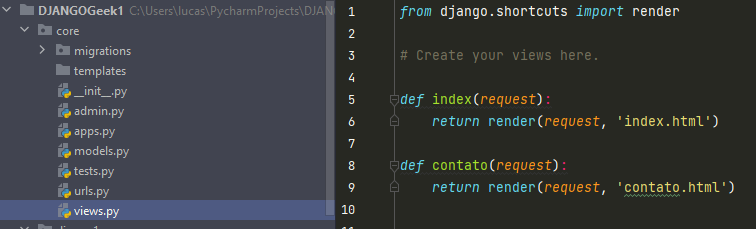 DJANGOGeek1 C:\Users\lucas\PycharmProjects\DJAN
core
migrations
templates
__init__.py
admin.py
apps.py
models.py
tests.py
urls.py
views.py
1 from django.shortcuts import render
2
3 # Create your views here.
4
5 def index(request):
6 return render(request, 'index.html')
7
8 def contato(request):
9 return render(request, 'contato.html')
10